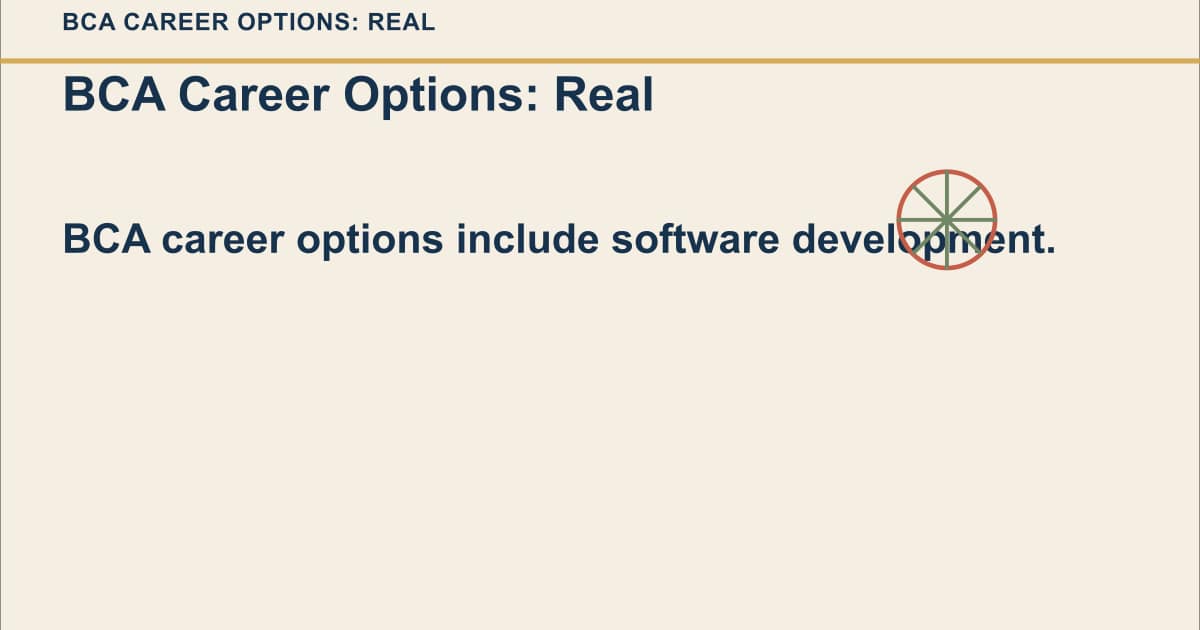 BCA CAREER OPTIONS: REAL
BCA Career Options: Real
BCA career options include software development.